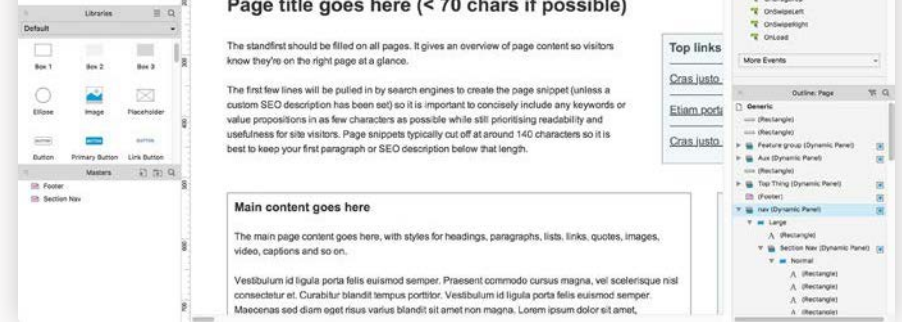 Libraries
Default
Box 1
Box 2
Box 3
Ellipse
Image
Placeholder
Button
Primary Button
Link Button
Masters
Footer
Section Nav
300
400
500
600
700
Page title goes here (< 70 chars if possible)
The standfirst should be filled on all pages. It gives an overview of page content so visitors
know they're on the right page at a glance.
The first few lines will be pulled in by search engines to create the page snippet (unless a
custom SEO description has been set) so it is important to concisely include any keywords or
value propositions in as few characters as possible while still prioritising readability and
usefulness for site visitors. Page snippets typically cut off at around 140 characters so it is
best to keep your first paragraph or SEO description below that length.
Top links
Cras justo
Etiam porta
Cras justo
Main content goes here
The main page content goes here, with styles for headings, paragraphs, lists, links, quotes, images,
video, captions and so on.
Vestibulum id ligula porta felis euismod semper. Praesent commodo cursus magna, vel scelerisque nisl
consectetur et. Curabitur blandit tempus porttitor. Vestibulum id ligula porta felis euismod semper.
Maecenas sed diam eget risus varius blandit sit amet non magna. Lorem ipsum dolor sit amet,
OnSwipeLeft
OnSwipeRight
OnLoad
More Events
Outline: Page
Generic
(Rectangle)
(Rectangle)
Feature group (Dynamic Panel)
Aux (Dynamic Panel)
(Rectangle)
Top Thing (Dynamic Panel)
(Footer)
nav (Dynamic Panel)
Large
(Rectangle)
Section Nav (Dynamic Panel)
Normal
(Rectangle)
(Rectangle)
(Rectangle)
(Rectangle)